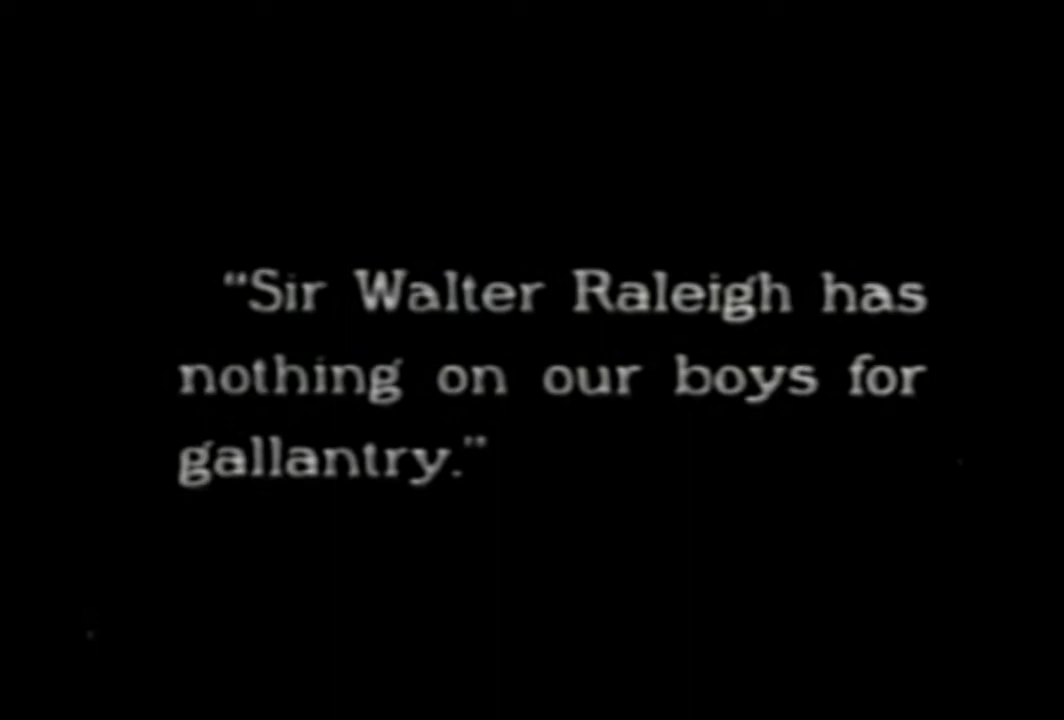 “Sir Walter Raleigh has
nothing on our boys for
gallantry.”